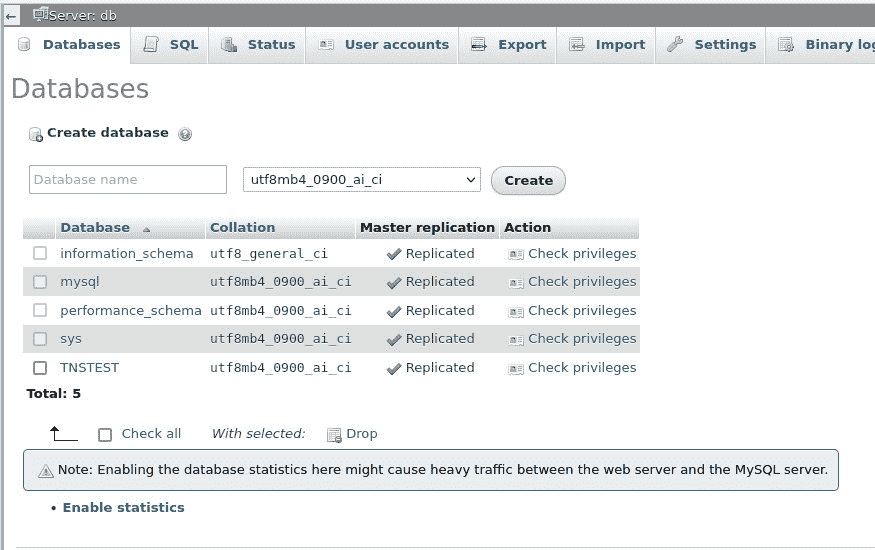 Server: db
Databases SQL Status User accounts Export Import Settings Binary log
Databases
Create database
Database name utf8mb4_0900_ai_ci Create
Database Collation Master replication Action
information_schema utf8_general_ci Replicated Check privileges
mysql utf8mb4_0900_ai_ci Replicated Check privileges
performance_schema utf8mb4_0900_ai_ci Replicated Check privileges
sys utf8mb4_0900_ai_ci Replicated Check privileges
TNSTEST utf8mb4_0900_ai_ci Replicated Check privileges
Total: 5
Check all With selected: Drop
Note: Enabling the database statistics here might cause heavy traffic between the web server and the MySQL server.
• Enable statistics